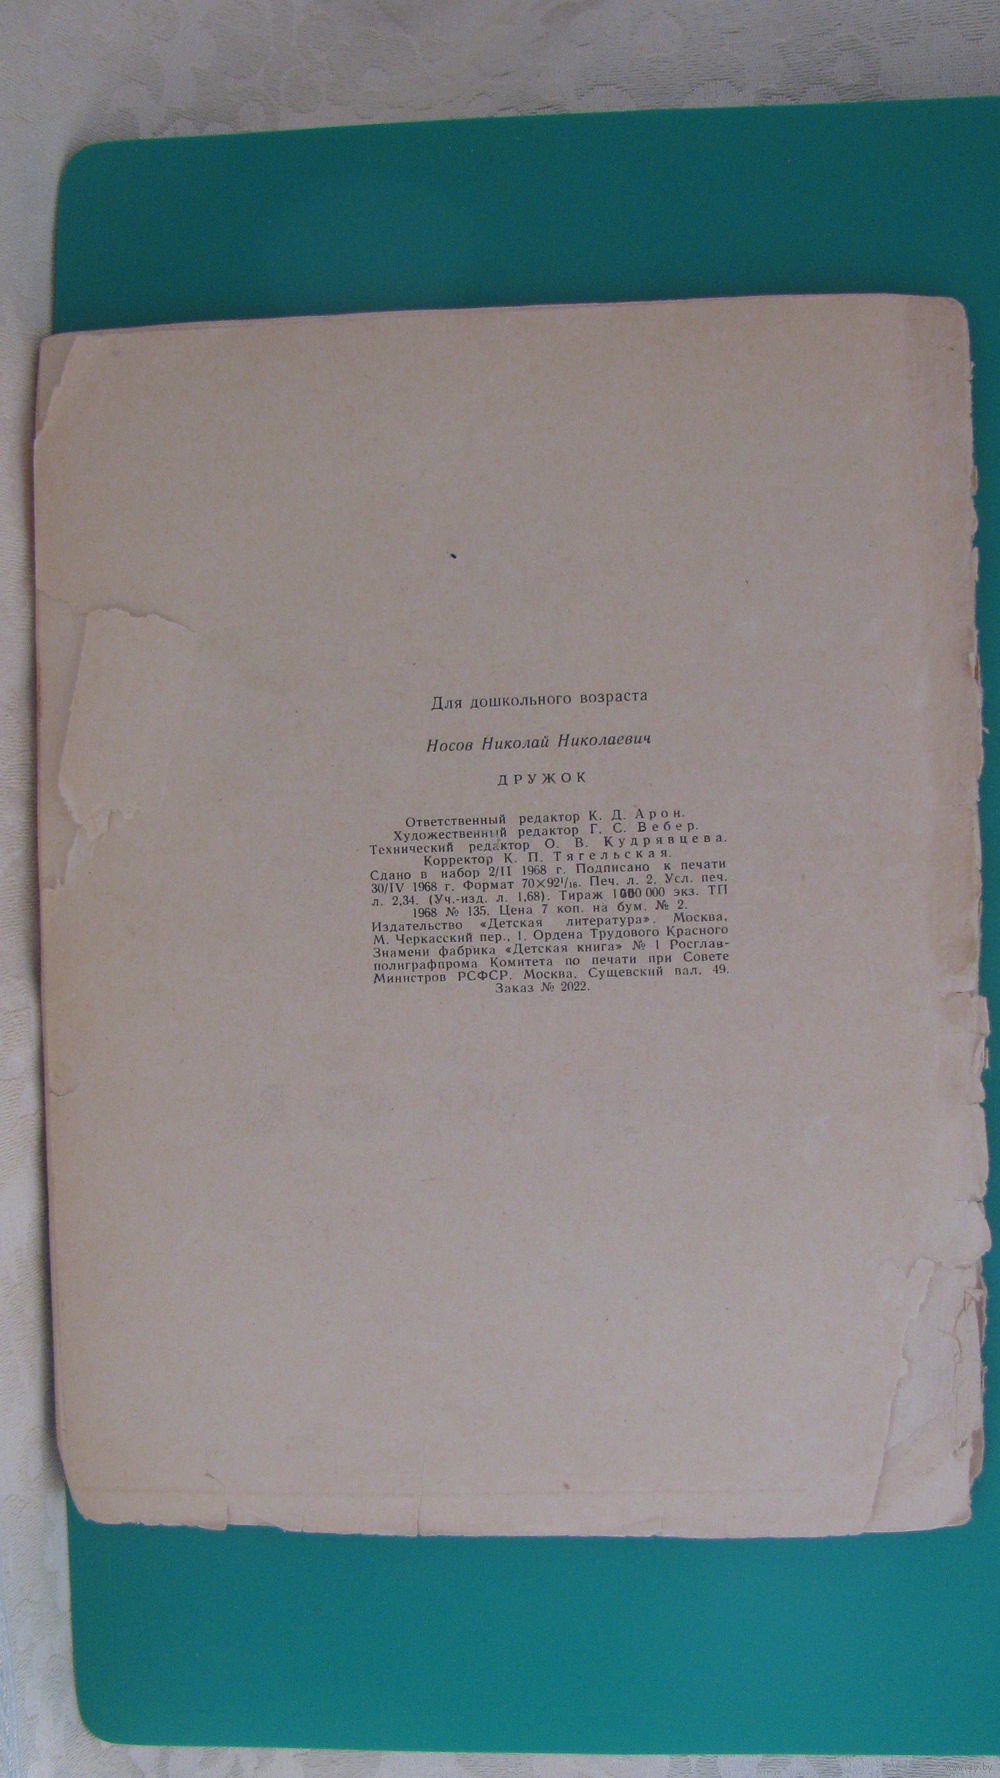 Для дошкольного возраста
Носов Николай Николаевич
ДРУЖОК
Ответственный редактор К. Д. Арон.
Художественный редактор Г. С. Вебер.
Технический редактор О. В. Кудрявцева.
Корректор К. П. Тягельская.
Сдано в набор 2/II 1968 г. Подписано к печати
30/IV 1968 г. Формат 70×92¹/₁₆. Печ. л. 2. Усл. печ.
л. 2,34. (Уч.-изд. л. 1,68). Тираж 000 экз. ТП
1968 № 135. Цена 7 коп. на бум. № 2.
Издательство «Детская литература». Москва,
М. Черкасский пер., 1. Ордена Трудового Красного
Знамени фабрика «Детская книга» № 1 Росглав-
полиграфпрома Комитета по печати при Совете
Министров РСФСР. Москва, Сущевский вал, 49.
Заказ № 2022.